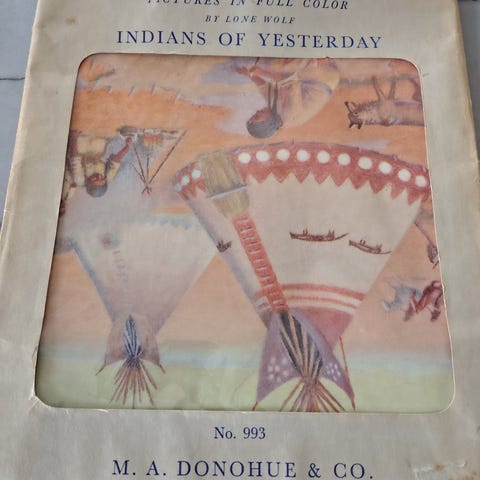 PICTURES IN FULL COLOR
BY LONE WOLF
INDIANS OF YESTERDAY
No. 993
M. A. DONOHUE & CO.